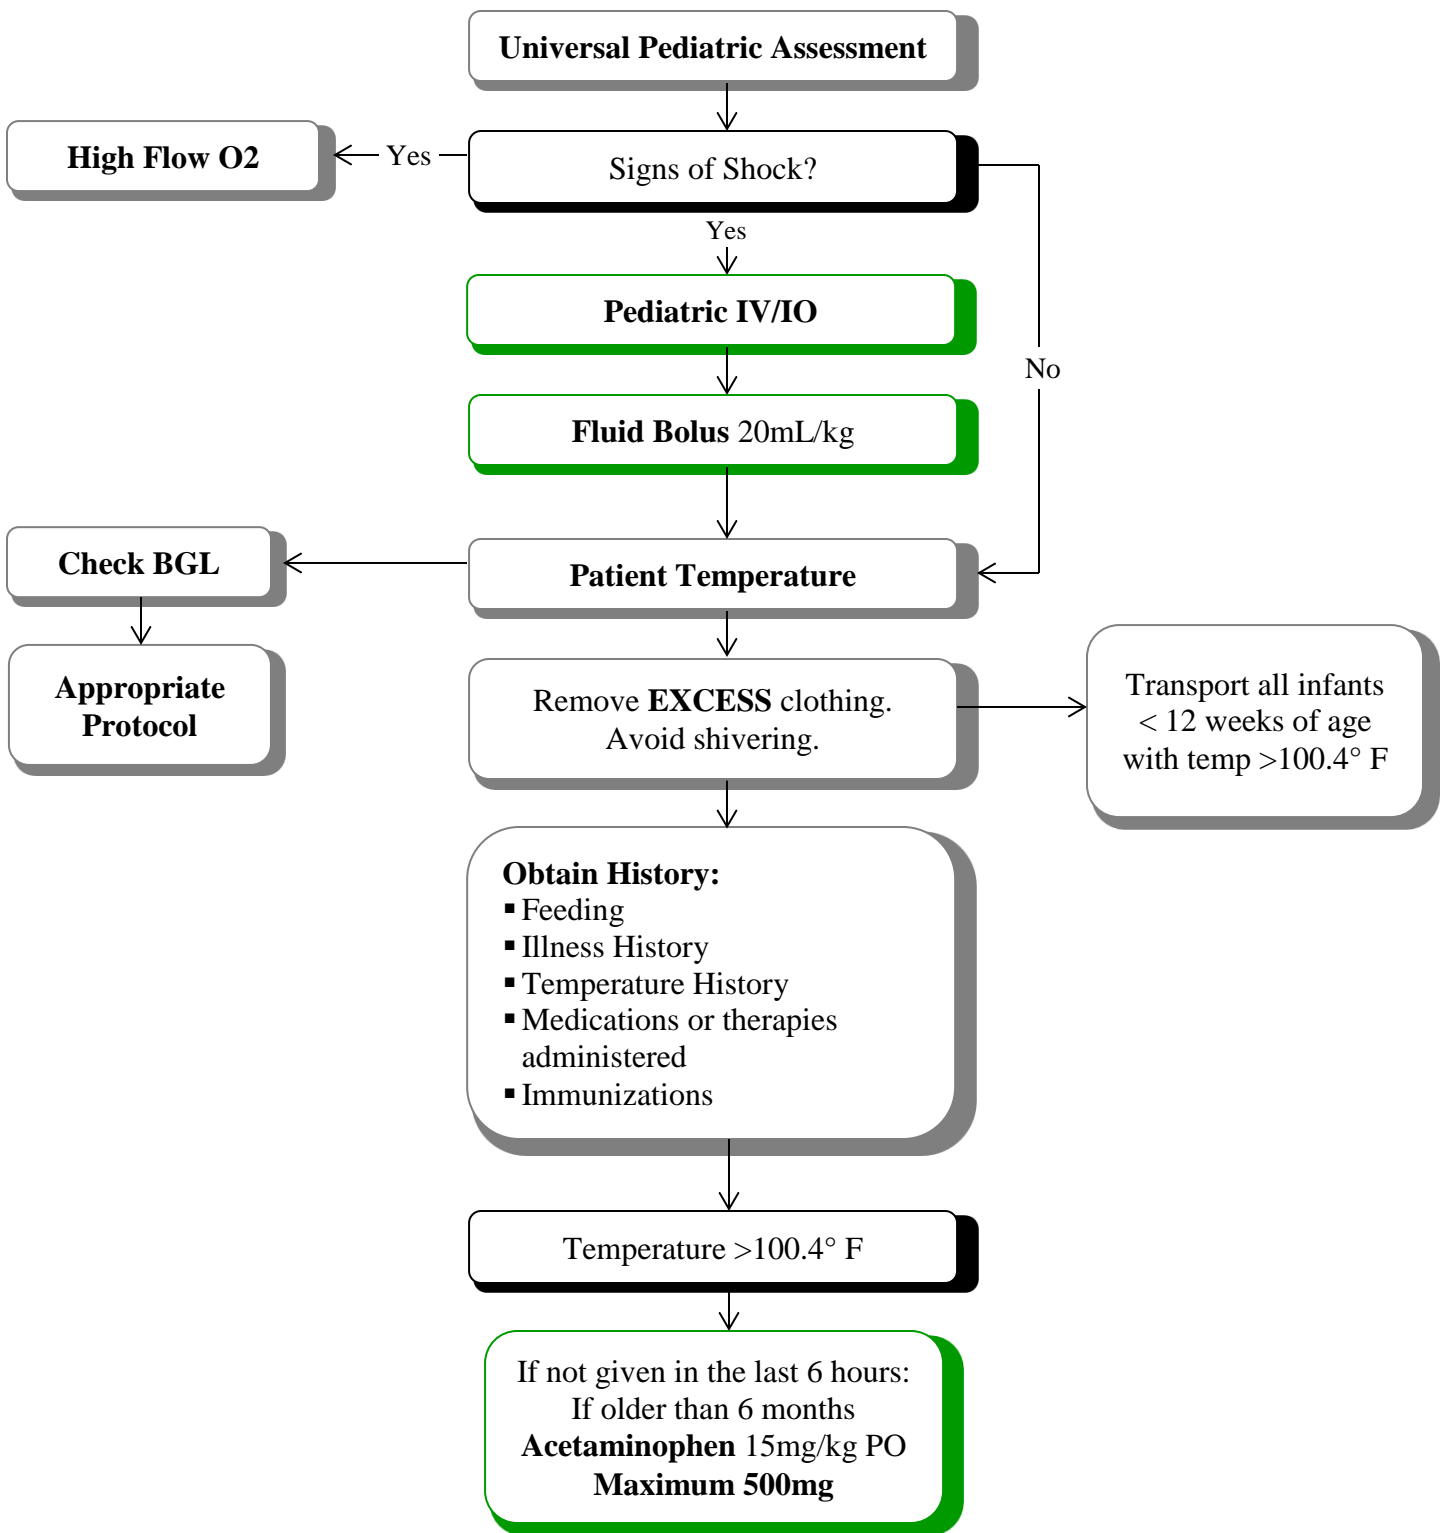 Universal Pediatric Assessment
High Flow O2
Yes
Signs of Shock?
Yes
Pediatric IV/IO
No
Fluid Bolus 20mL/kg
Check BGL
Patient Temperature
Appropriate
Protocol
Remove EXCESS clothing.
Avoid shivering.
Transport all infants
< 12 weeks of age
with temp >100.4° F
Obtain History:
▪ Feeding
▪ Illness History
▪ Temperature History
▪ Medications or therapies
administered
▪ Immunizations
Temperature >100.4° F
If not given in the last 6 hours:
If older than 6 months
Acetaminophen 15mg/kg PO
Maximum 500mg